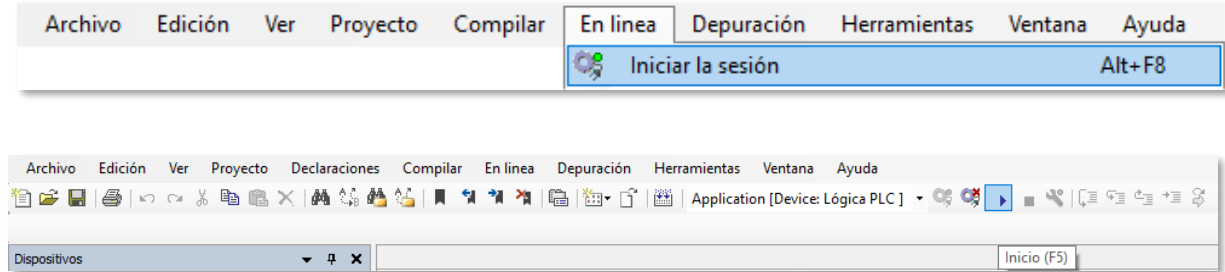 Archivo Edición Ver Proyecto Compilar En linea Depuración Herramientas Ventana Ayuda
Iniciar la sesión Alt+F8
Archivo Edición Ver Proyecto Declaraciones Compilar En linea Depuración Herramientas Ventana Ayuda
Application [Device: Lógica PLC]
Dispositivos Inicio (F5)